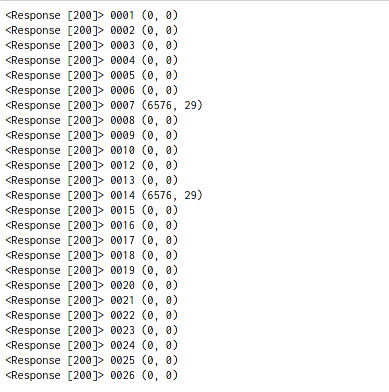 <Response [200]> 0001 (0, 0)
<Response [200]> 0002 (0, 0)
<Response [200]> 0003 (0, 0)
<Response [200]> 0004 (0, 0)
<Response [200]> 0005 (0, 0)
<Response [200]> 0006 (0, 0)
<Response [200]> 0007 (6576, 29)
<Response [200]> 0008 (0, 0)
<Response [200]> 0009 (0, 0)
<Response [200]> 0010 (0, 0)
<Response [200]> 0012 (0, 0)
<Response [200]> 0013 (0, 0)
<Response [200]> 0014 (6576, 29)
<Response [200]> 0015 (0, 0)
<Response [200]> 0016 (0, 0)
<Response [200]> 0017 (0, 0)
<Response [200]> 0018 (0, 0)
<Response [200]> 0019 (0, 0)
<Response [200]> 0020 (0, 0)
<Response [200]> 0021 (0, 0)
<Response [200]> 0022 (0, 0)
<Response [200]> 0023 (0, 0)
<Response [200]> 0024 (0, 0)
<Response [200]> 0025 (0, 0)
<Response [200]> 0026 (0, 0)